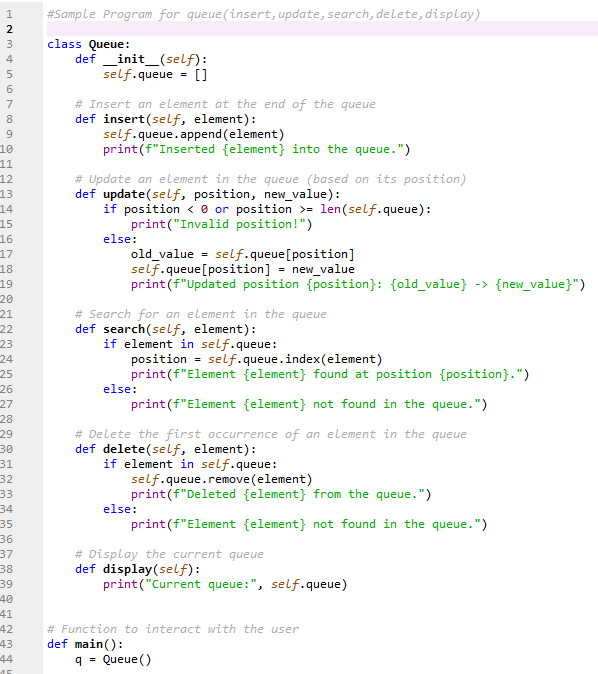 1 #Sample Program for queue(insert,update,search,delete,display)
2
3 class Queue:
4     def __init__(self):
5         self.queue = []
6
7     # Insert an element at the end of the queue
8     def insert(self, element):
9         self.queue.append(element)
10         print(f"Inserted {element} into the queue.")
11
12     # Update an element in the queue (based on its position)
13     def update(self, position, new_value):
14         if position < 0 or position >= len(self.queue):
15             print("Invalid position!")
16         else:
17             old_value = self.queue[position]
18             self.queue[position] = new_value
19             print(f"Updated position {position}: {old_value} -> {new_value}")
20
21     # Search for an element in the queue
22     def search(self, element):
23         if element in self.queue:
24             position = self.queue.index(element)
25             print(f"Element {element} found at position {position}.")
26         else:
27             print(f"Element {element} not found in the queue.")
28
29     # Delete the first occurrence of an element in the queue
30     def delete(self, element):
31         if element in self.queue:
32             self.queue.remove(element)
33             print(f"Deleted {element} from the queue.")
34         else:
35             print(f"Element {element} not found in the queue.")
36
37     # Display the current queue
38     def display(self):
39         print("Current queue:", self.queue)
40
41
42 # Function to interact with the user
43 def main():
44     q = Queue()